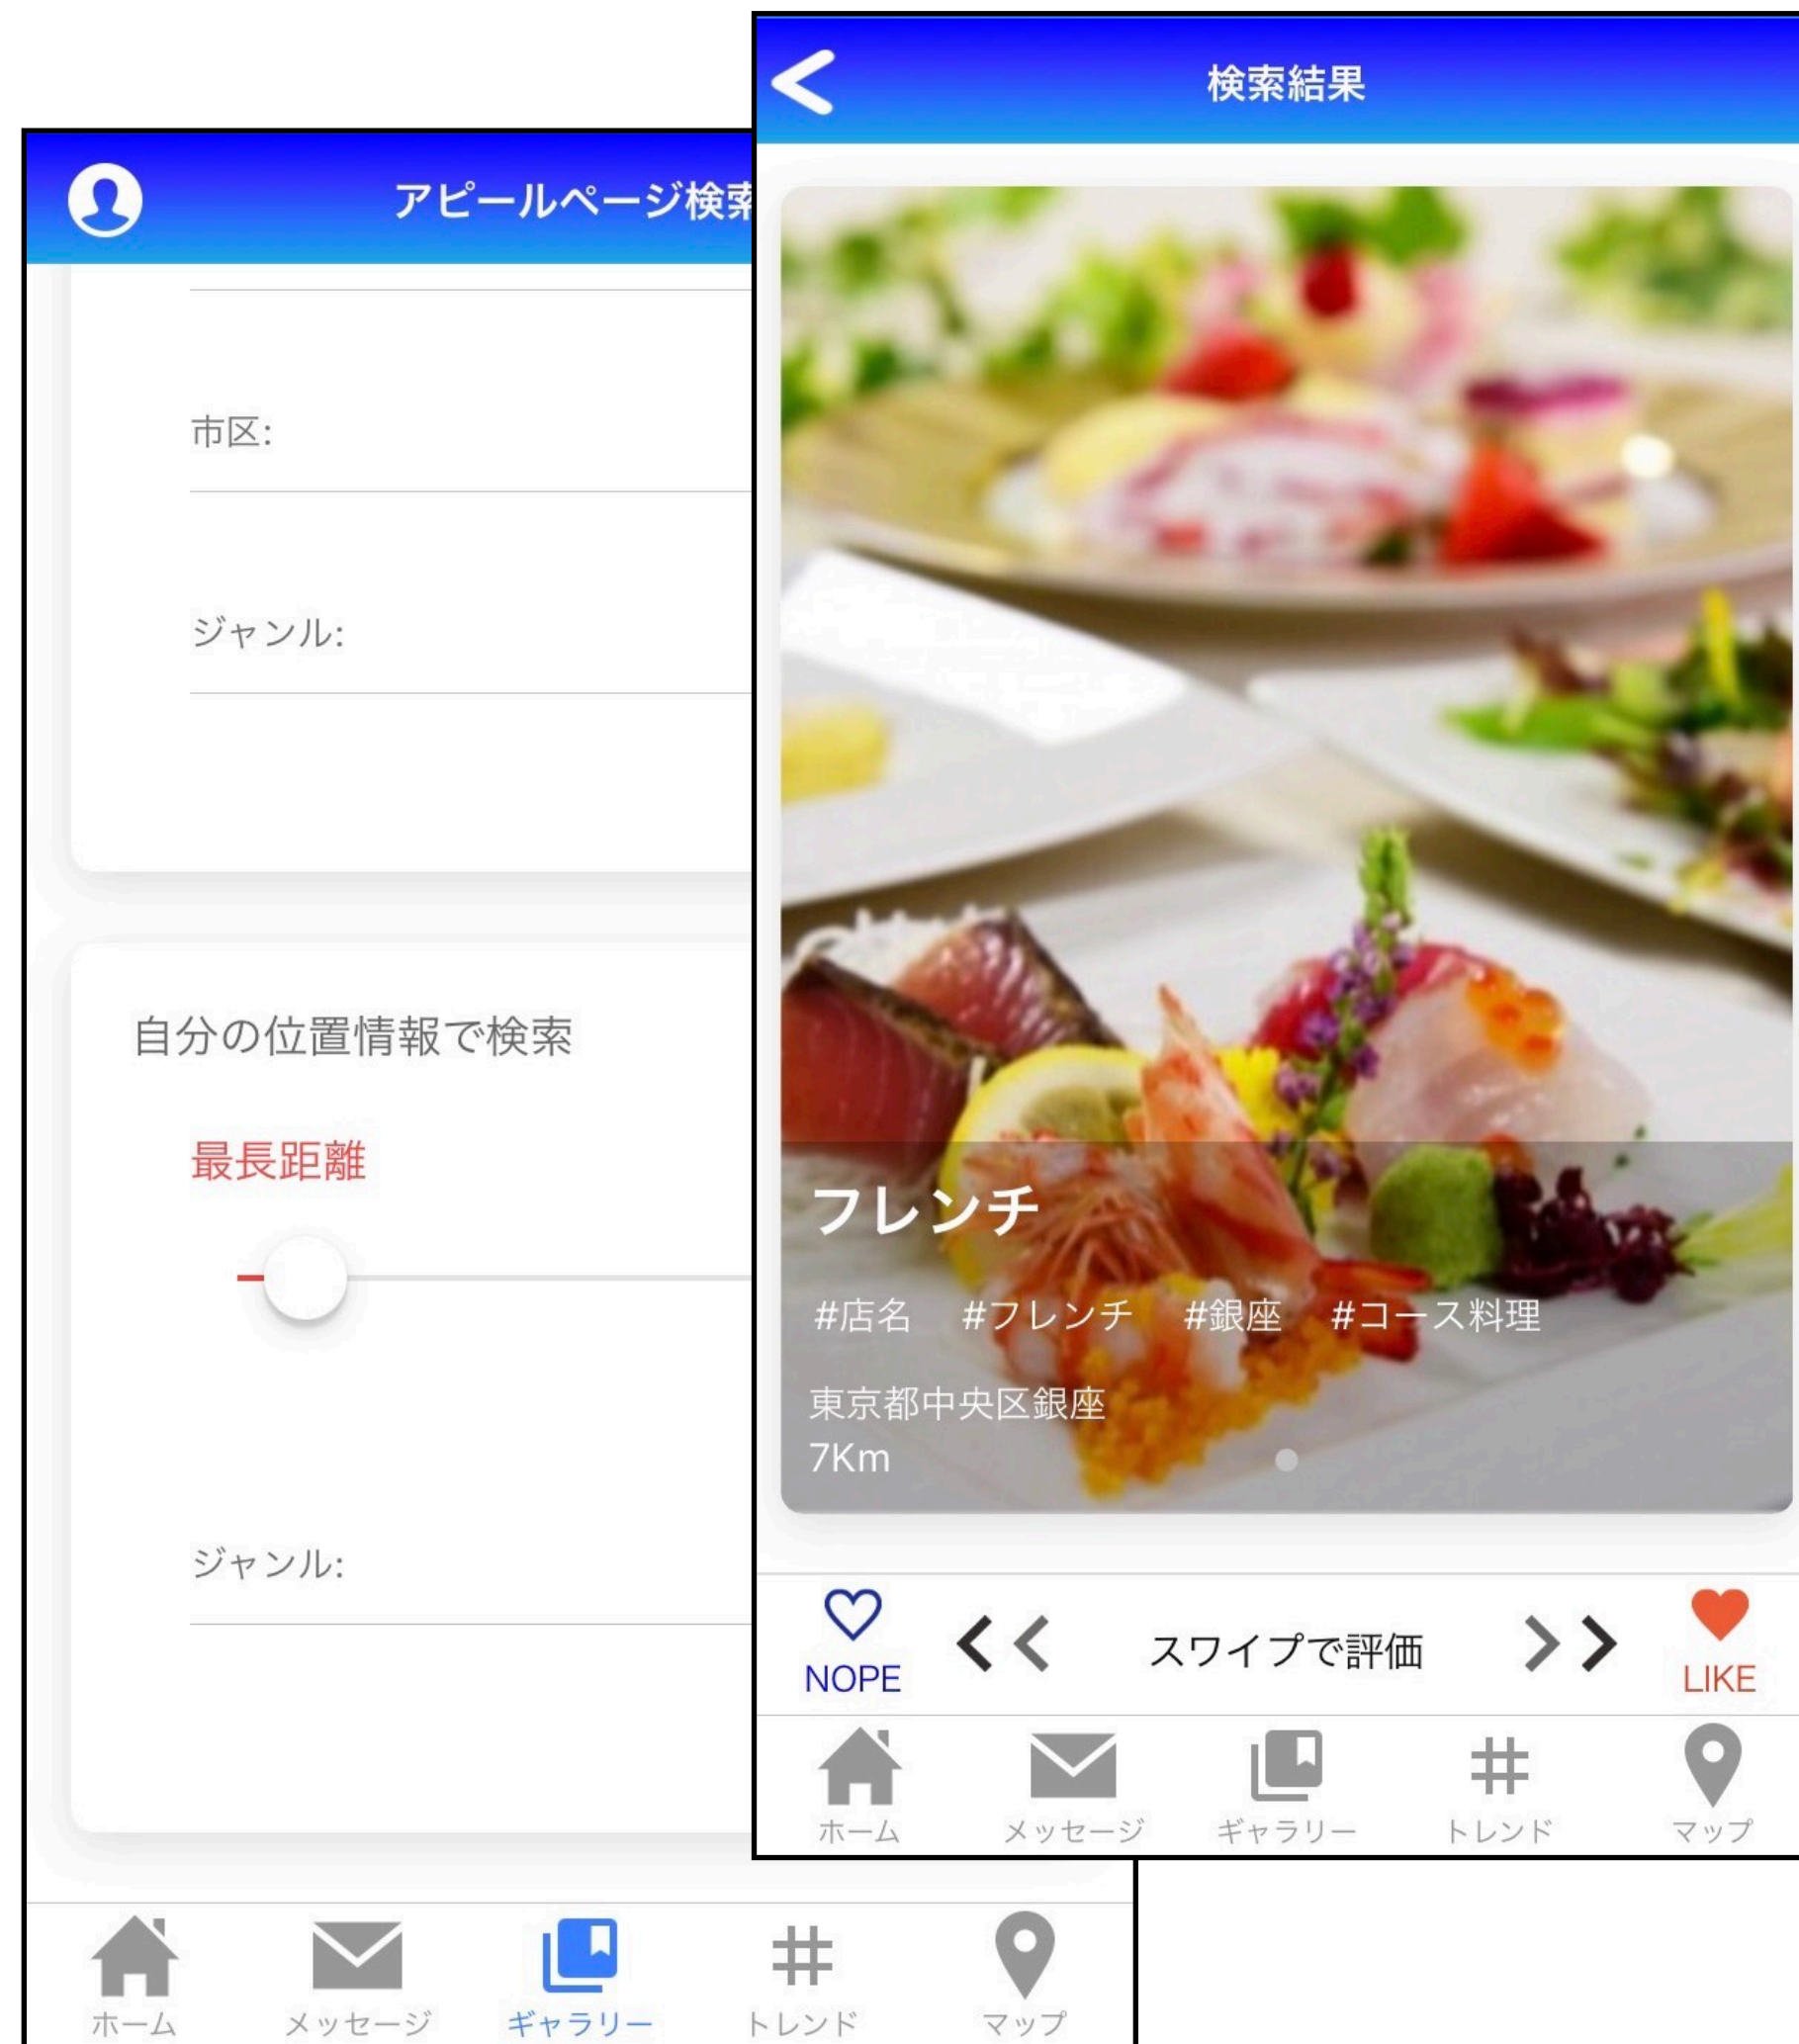 アピールページ検索
市区:
ジャンル:
自分の位置情報で検索
最長距離
ジャンル:
ホーム メッセージ ギャラリー トレンド マップ
検索結果
フレンチ
#店名 #フレンチ #銀座 #コース料理
東京都中央区銀座
7Km
NOPE スワイプで評価 LIKE
ホーム メッセージ ギャラリー トレンド マップ